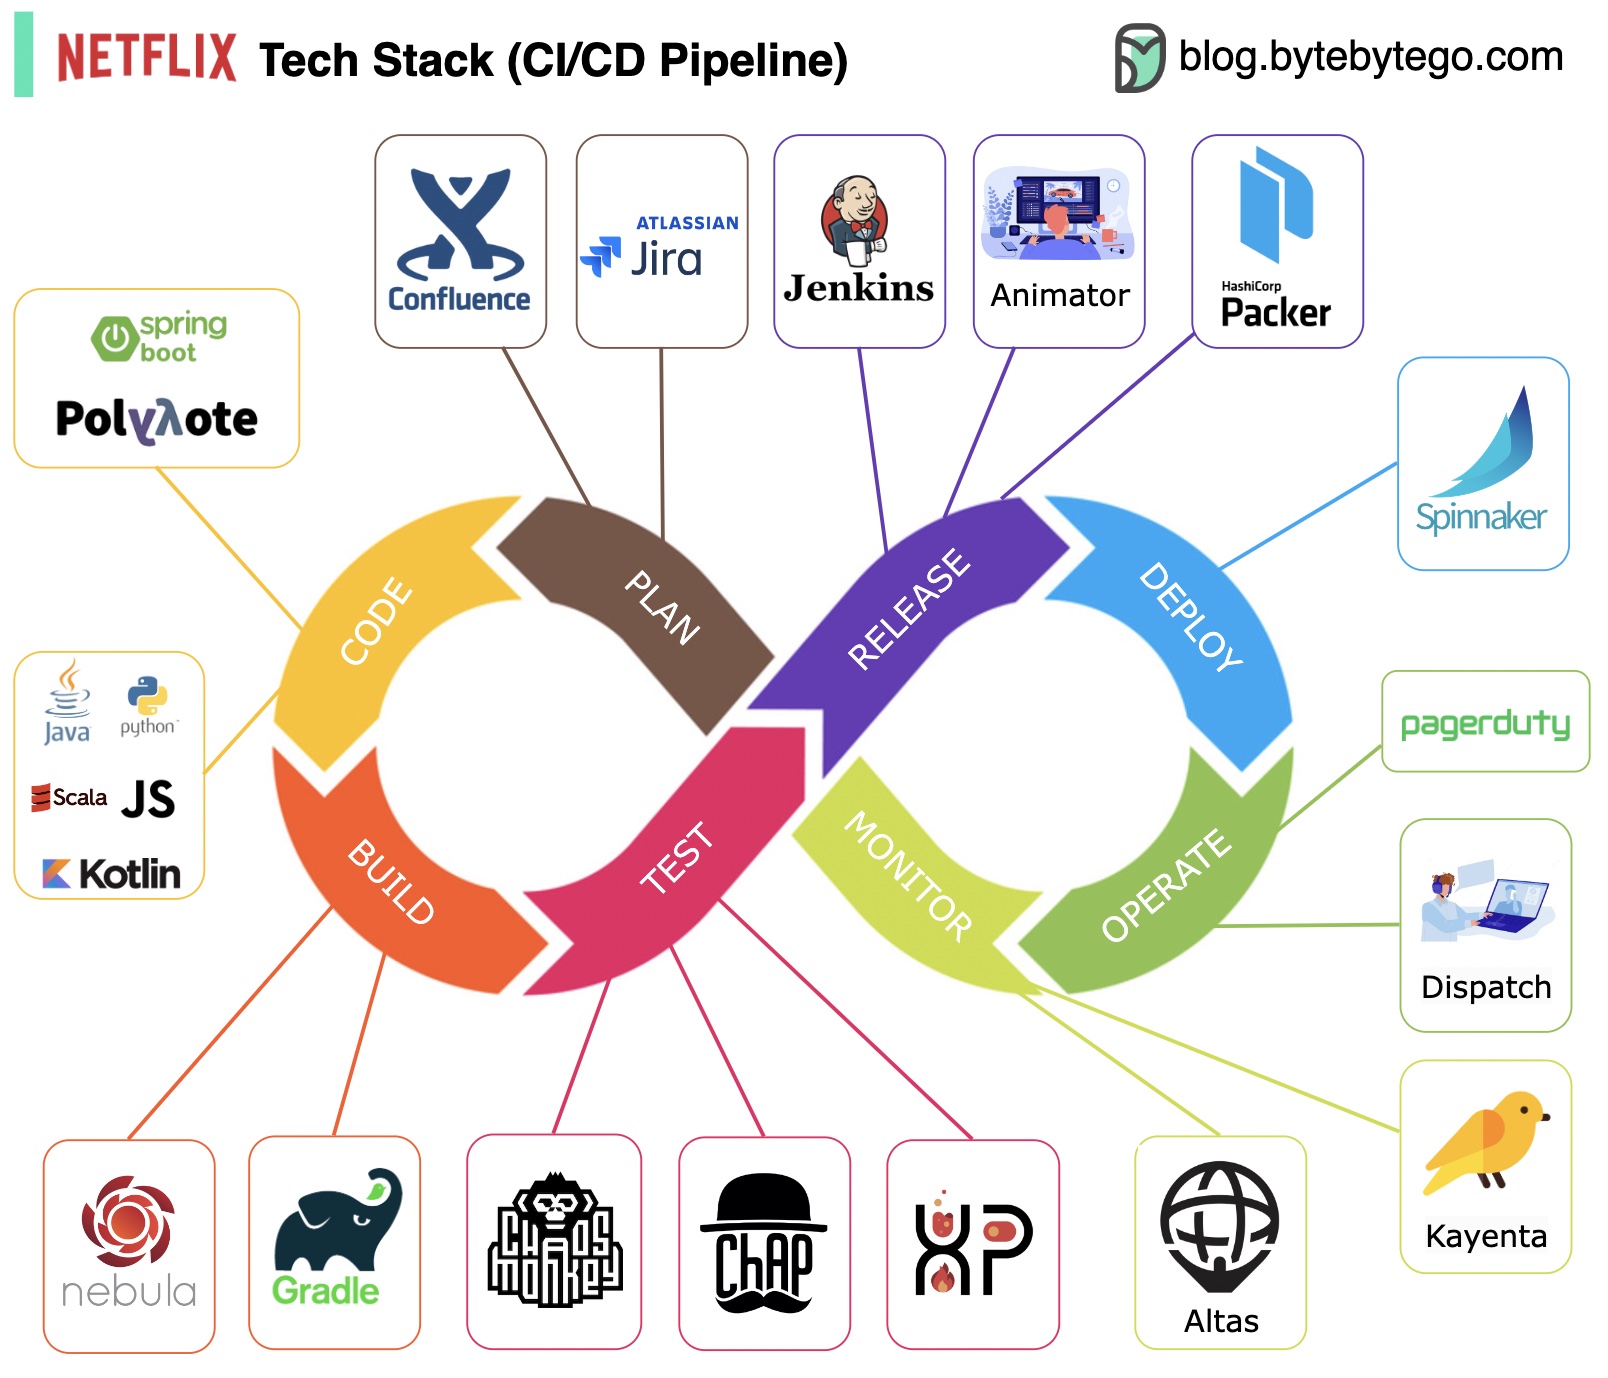 NETFLIX Tech Stack (CI/CD Pipeline)
blog.bytebytego.com
Confluence
ATLASSIAN
Jira
Jenkins
Animator
HashiCorp
Packer
spring
boot
Polyλote
Spinnaker
CODE
PLAN
RELEASE
DEPLOY
Java
python
Scala
JS
Kotlin
pagerduty
BUILD
TEST
MONITOR
OPERATE
Dispatch
nebula
Gradle
CHAOS
MONKEY
ChAP
XP
Altas
Kayenta